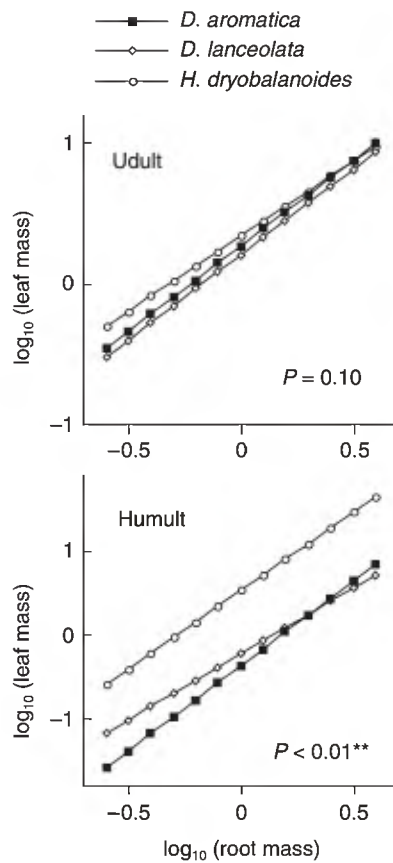 D. aromatica
D. lanceolata
H. dryobalanoides
Udult
1
0
−1
log10 (leaf mass)
P = 0.10
−0.5 0 0.5
Humult
1
0
−1
log10 (leaf mass)
P < 0.01**
−0.5 0 0.5
log10 (root mass)